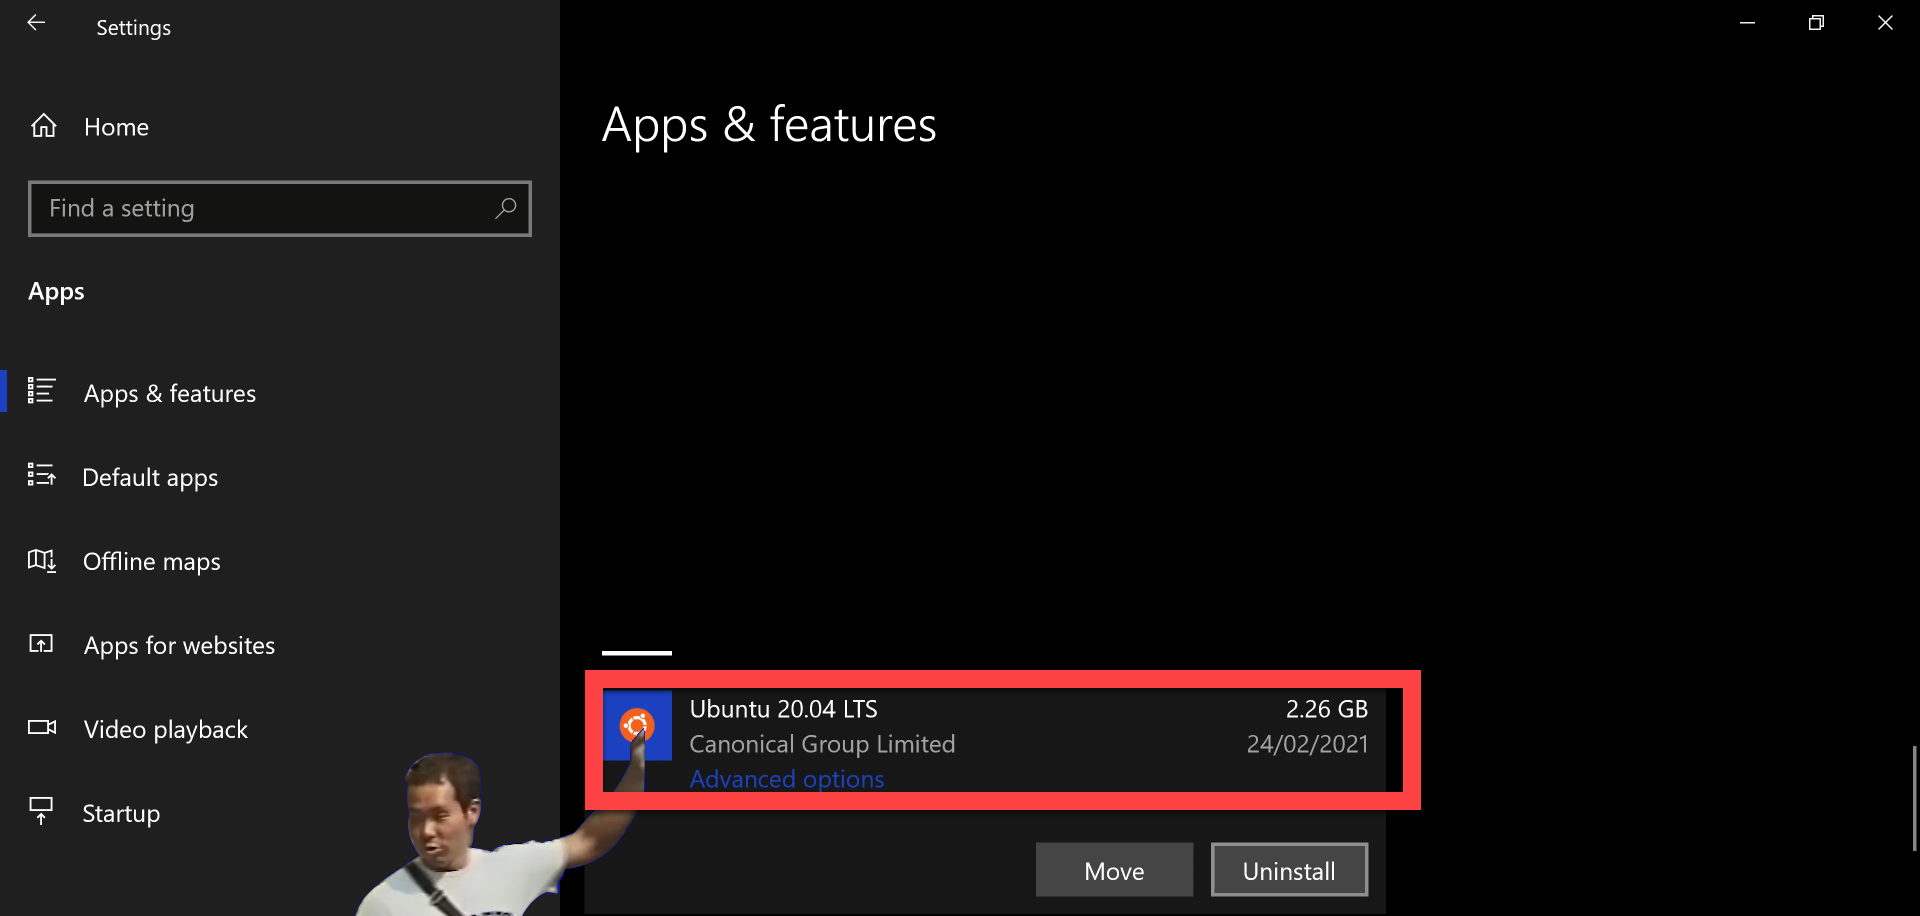 Settings
Home
Find a setting
Apps
Apps & features
Default apps
Offline maps
Apps for websites
Video playback
Startup
Apps & features
Ubuntu 20.04 LTS 2.26 GB
Canonical Group Limited 24/02/2021
Advanced options
Move Uninstall